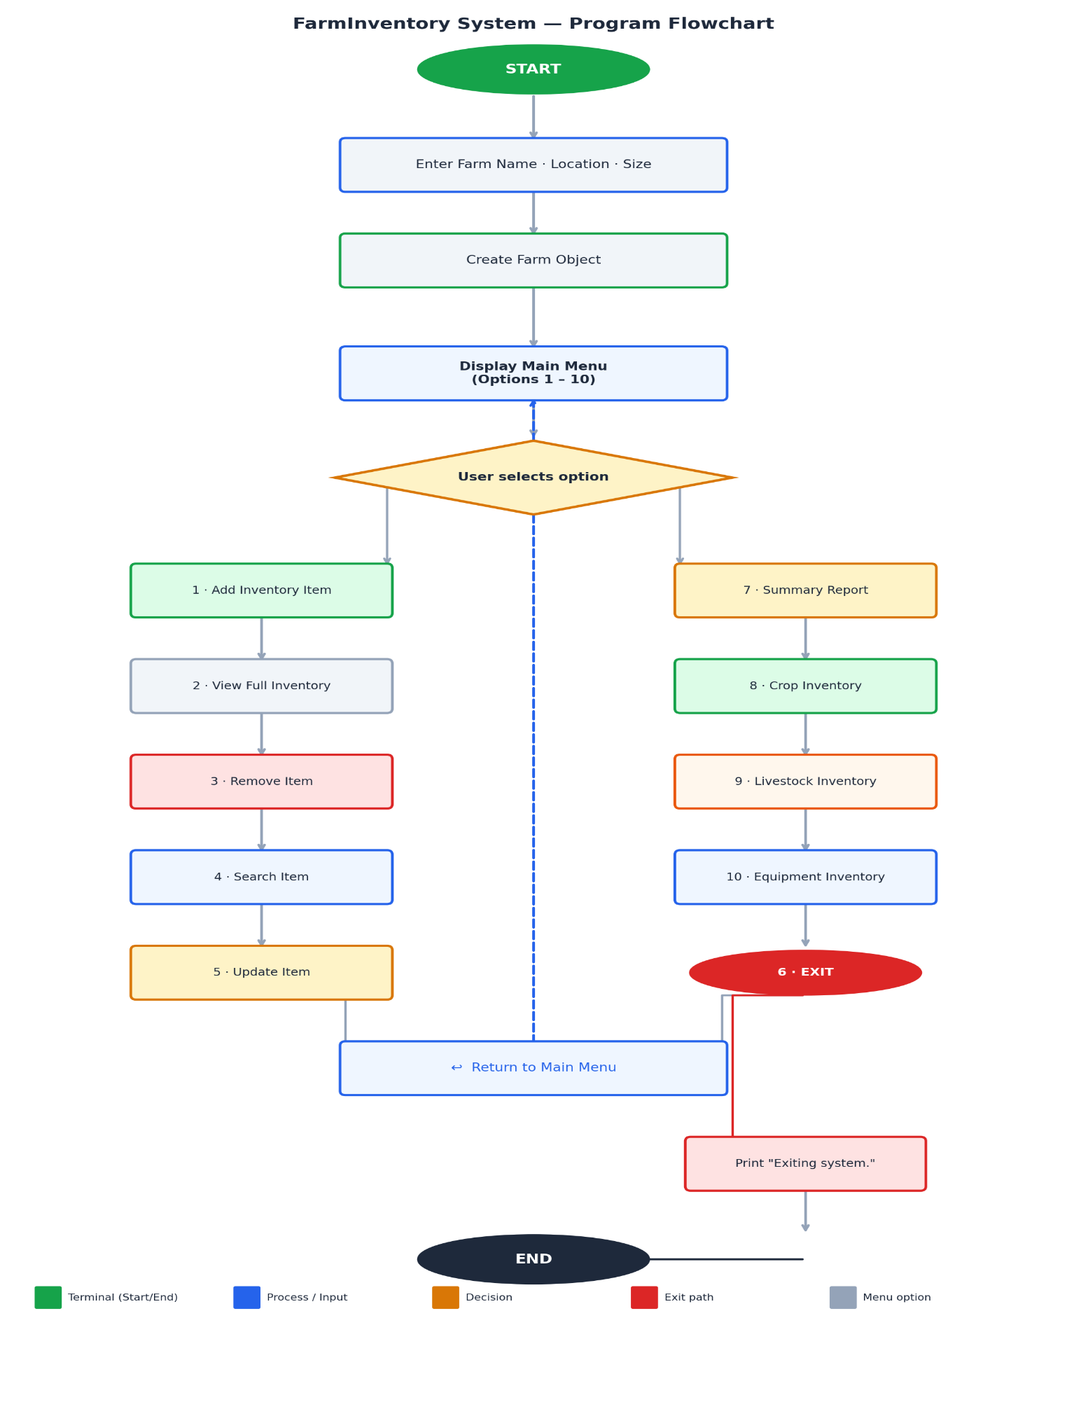 FarmInventory System — Program Flowchart
START
Enter Farm Name · Location · Size
Create Farm Object
Display Main Menu
(Options 1 – 10)
User selects option
1 · Add Inventory Item
7 · Summary Report
2 · View Full Inventory
8 · Crop Inventory
3 · Remove Item
9 · Livestock Inventory
4 · Search Item
10 · Equipment Inventory
5 · Update Item
6 · EXIT
↩ Return to Main Menu
Print "Exiting system."
END
Terminal (Start/End)
Process / Input
Decision
Exit path
Menu option